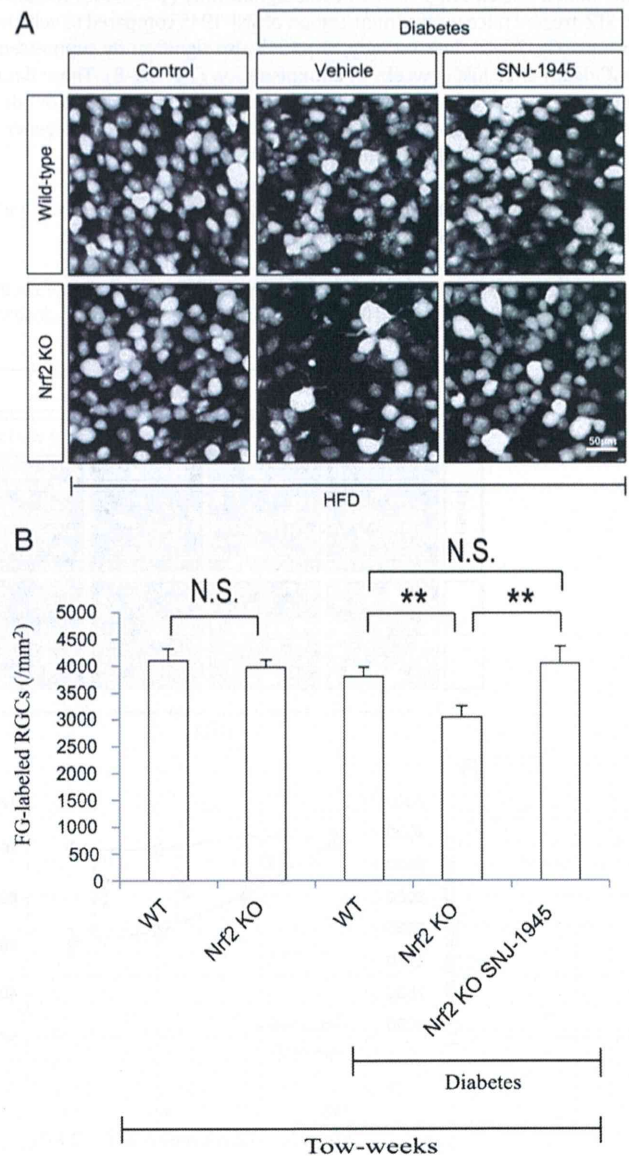 A
Diabetes
Control
Vehicle
SNJ-1945
Wild-type
Nrf2 KO
50µm
HFD
B
N.S.
N.S.
**
**
FG-labeled RGCs (/mm²)
5000
4500
4000
3500
3000
2500
2000
1500
1000
500
0
WT
Nrf2 KO
WT
Nrf2 KO
Nrf2 KO SNJ-1945
Diabetes
Tow-weeks